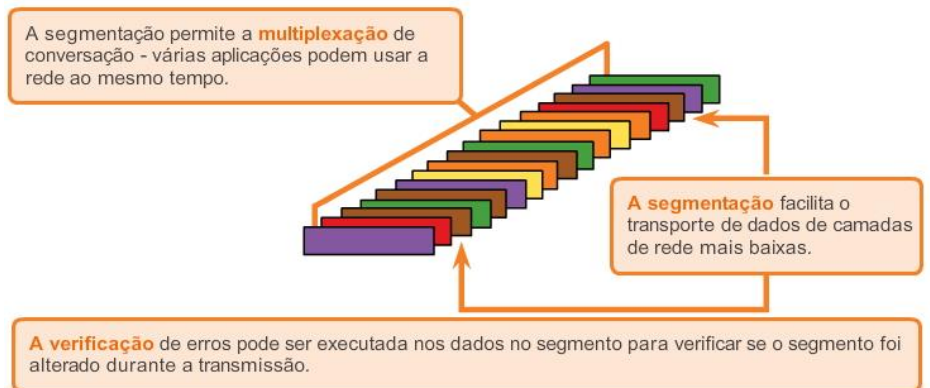 A segmentação permite a multiplexação de
conversação - várias aplicações podem usar a
rede ao mesmo tempo.
A segmentação facilita o
transporte de dados de camadas
de rede mais baixas.
A verificação de erros pode ser executada nos dados no segmento para verificar se o segmento foi
alterado durante a transmissão.